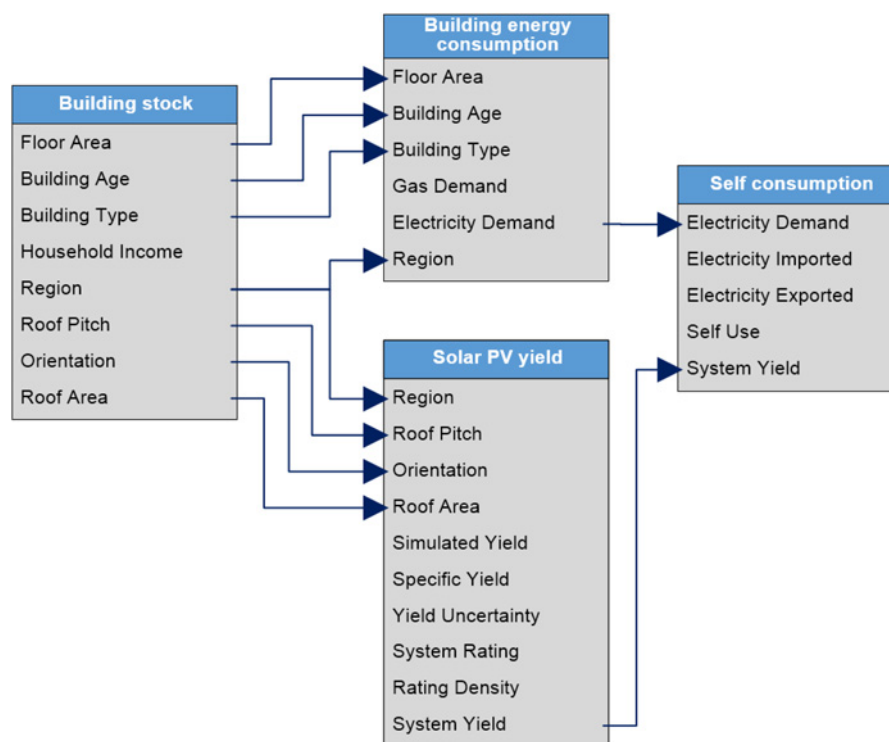 Building stock
Floor Area
Building Age
Building Type
Household Income
Region
Roof Pitch
Orientation
Roof Area
Building energy
consumption
Floor Area
Building Age
Building Type
Gas Demand
Electricity Demand
Region
Solar PV yield
Region
Roof Pitch
Orientation
Roof Area
Simulated Yield
Specific Yield
Yield Uncertainty
System Rating
Rating Density
System Yield
Self consumption
Electricity Demand
Electricity Imported
Electricity Exported
Self Use
System Yield